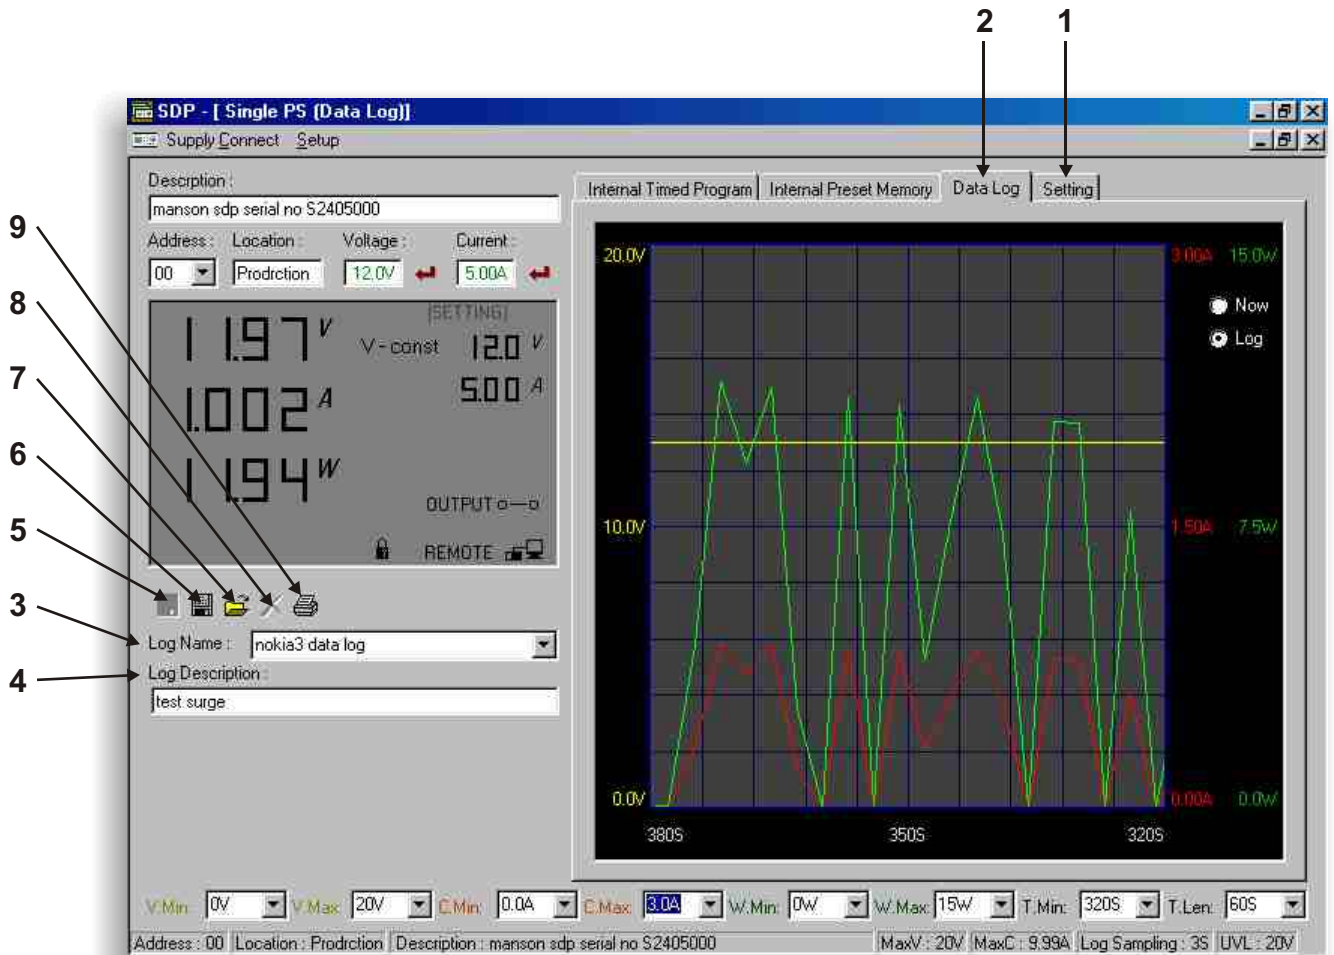 2 1
SDP - [ Single PS (Data Log)]
Supply Connect Setup
Descrption :
manson sdp serial no S2405000
Internal Timed Program Internal Preset Memory Data Log Setting
9
Address : Location : Voltage : Current :
00 Prodrction 12.0V 5.00A
20.0V 3.00A 15.0W
8
(SETTING)
11.97 V V-const 12.0 V
Now
Log
7
1.002 A 5.00 A
6
11.94 W
OUTPUT
10.0V 1.50A 7.5W
5
REMOTE
3
Log Name : nokia3 data log
4
Log Description :
test surge
0.0V 0.00A 0.0W
380S 350S 320S
V.Min: 0V V.Max: 20V C.Min: 0.0A C.Max: 3.0A W.Min: 0W W.Max: 15W T.Min: 320S T.Len: 60S
Address : 00 Location : Prodrction Description : manson sdp serial no S2405000 MaxV : 20V MaxC : 9.99A Log Sampling : 3S UVL : 20V